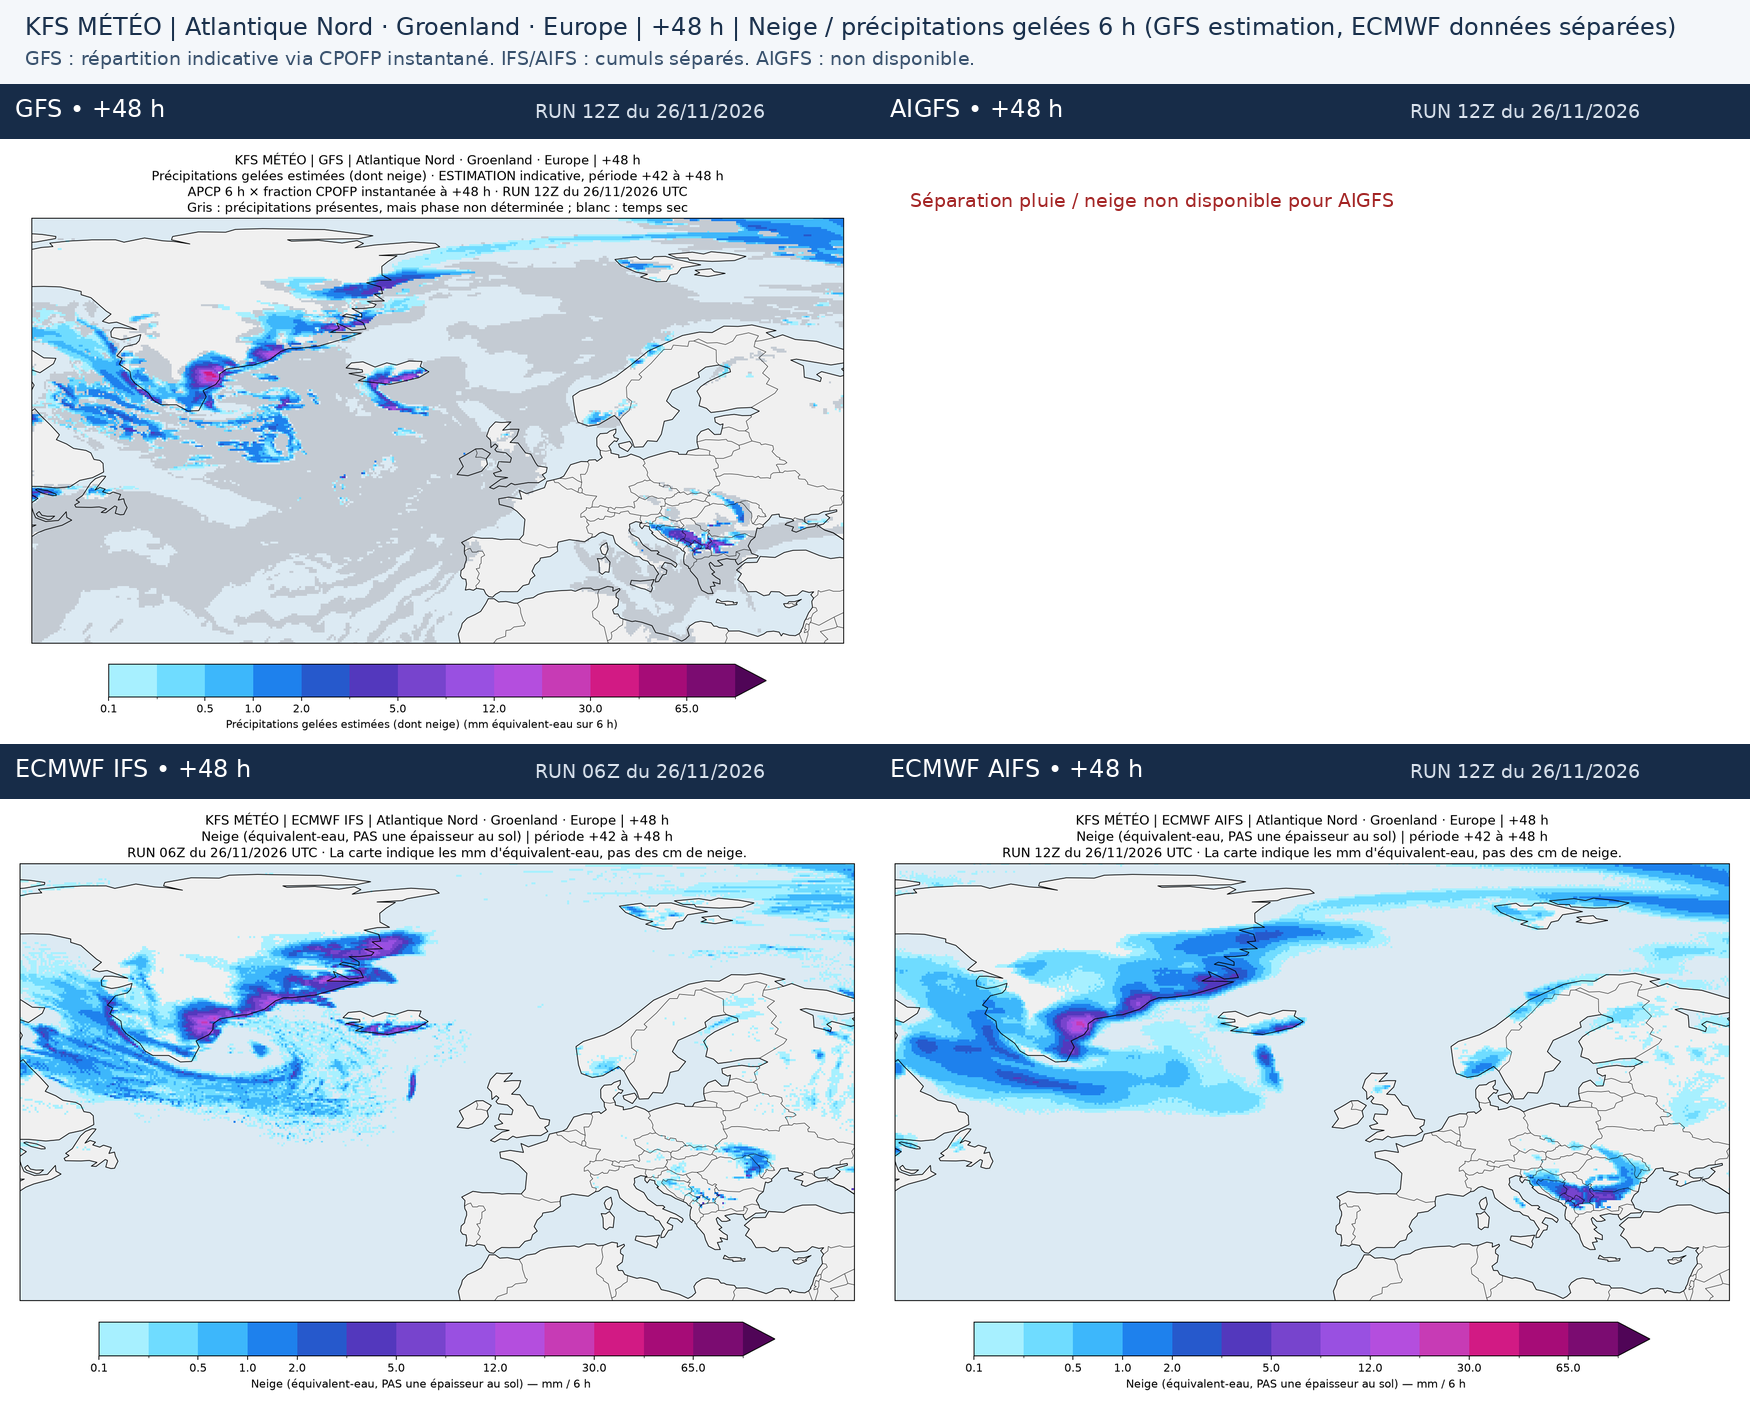 KFS MÉTÉO | Atlantique Nord · Groenland · Europe | +48 h | Neige / précipitations gelées 6 h (GFS estimation, ECMWF données séparées)
GFS : répartition indicative via CPOFP instantané. IFS/AIFS : cumuls séparés. AIGFS : non disponible.
GFS • +48 h
RUN 12Z du 26/11/2026
AIGFS • +48 h
RUN 12Z du 26/11/2026
KFS MÉTÉO | GFS | Atlantique Nord · Groenland · Europe | +48 h
Précipitations gelées estimées (dont neige) · ESTIMATION indicative, période +42 à +48 h
APCP 6 h × fraction CPOFP instantanée à +48 h · RUN 12Z du 26/11/2026 UTC
Gris : précipitations présentes, mais phase non déterminée ; blanc : temps sec
Séparation pluie / neige non disponible pour AIGFS
0.1 0.5 1.0 2.0 5.0 12.0 30.0 65.0
Précipitations gelées estimées (dont neige) (mm équivalent-eau sur 6 h)
ECMWF IFS • +48 h
RUN 06Z du 26/11/2026
ECMWF AIFS • +48 h
RUN 12Z du 26/11/2026
KFS MÉTÉO | ECMWF IFS | Atlantique Nord · Groenland · Europe | +48 h
Neige (équivalent-eau, PAS une épaisseur au sol) | période +42 à +48 h
RUN 06Z du 26/11/2026 UTC · La carte indique les mm d'équivalent-eau, pas des cm de neige.
KFS MÉTÉO | ECMWF AIFS | Atlantique Nord · Groenland · Europe | +48 h
Neige (équivalent-eau, PAS une épaisseur au sol) | période +42 à +48 h
RUN 12Z du 26/11/2026 UTC · La carte indique les mm d'équivalent-eau, pas des cm de neige.
0.1 0.5 1.0 2.0 5.0 12.0 30.0 65.0
Neige (équivalent-eau, PAS une épaisseur au sol) — mm / 6 h
0.1 0.5 1.0 2.0 5.0 12.0 30.0 65.0
Neige (équivalent-eau, PAS une épaisseur au sol) — mm / 6 h